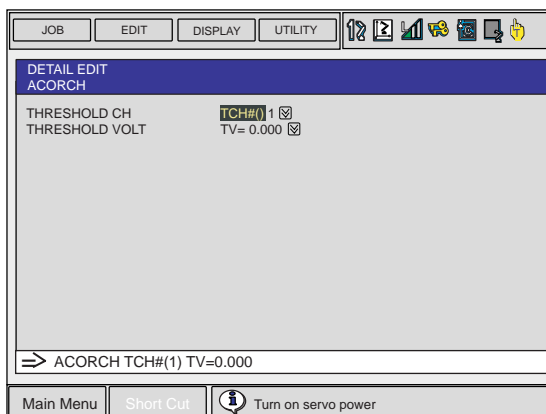 JOB EDIT DISPLAY UTILITY
DETAIL EDIT
ACORCH
THRESHOLD CH TCH#() 1
THRESHOLD VOLT TV= 0.000
=> ACORCH TCH#(1) TV=0.000
Main Menu Short Cut Turn on servo power